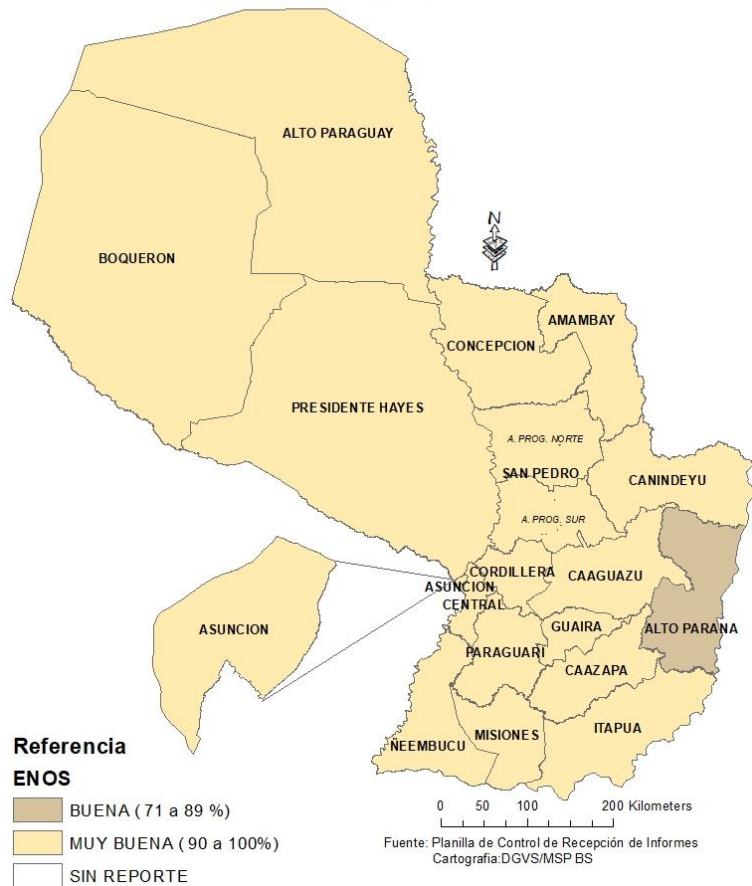 ALTO PARAGUAY
N
BOQUERON
AMAMBAY
CONCEPCION
PRESIDENTE HAYES
A. PROG. NORTE
SAN PEDRO
CANINDEYU
A. PROG. SUR
CORDILLERA
CAAGUAZU
ASUNCION
CENTRAL
ASUNCION
GUAIRA
ALTO PARANA
PARAGUARI
CAAZAPA
ITAPUA
MISIONES
ÑEEMBUCU
Referencia
ENOS
BUENA ( 71 a 89 %)
MUY BUENA ( 90 a 100%)
SIN REPORTE
0 50 100 200 Kilometers
Fuente: Planilla de Control de Recepción de Informes
Cartografia:DGVS/MSP BS